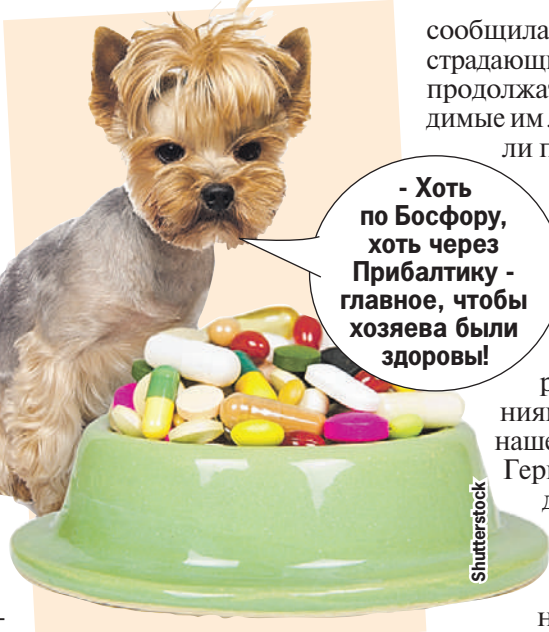 сообщила
страдающ
продолжат
димые им
ли п
- Хоть
по Босфору,
хоть через
Прибалтику -
главное, чтобы
хозяева были
здоровы!
р
ния
наше
Гер
д
н
-
Shutterstock